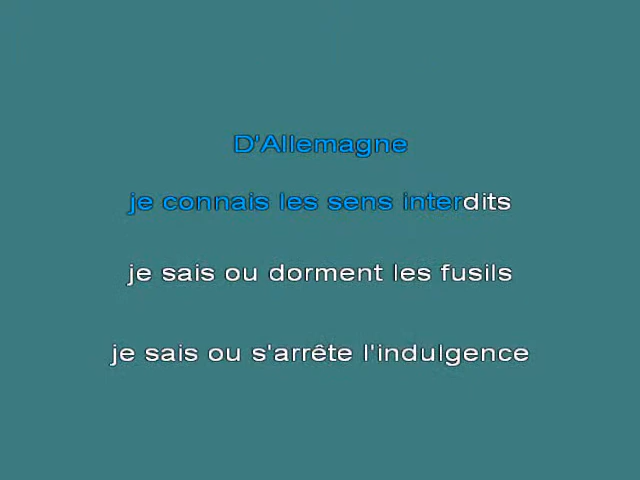 D'Allemagne
je connais les sens interdits
je sais ou dorment les fusils
je sais ou s'arrête l'indulgence